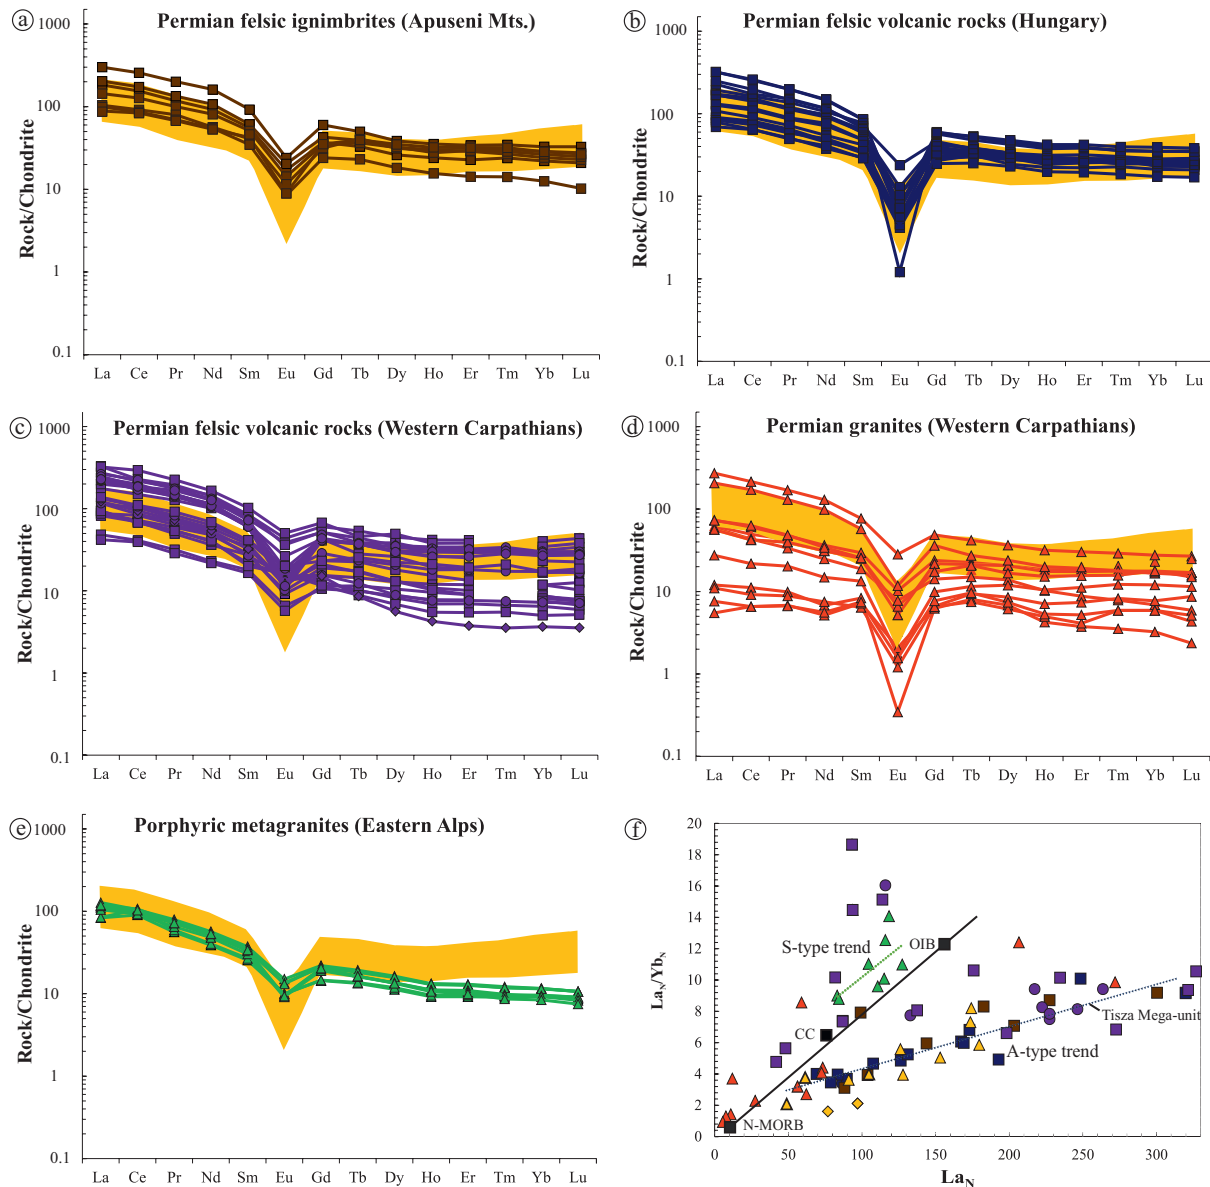 a Permian felsic ignimbrites (Apuseni Mts.)
1000
100
10
1
0.1
Rock/Chondrite
La Ce Pr Nd Sm Eu Gd Tb Dy Ho Er Tm Yb Lu
b Permian felsic volcanic rocks (Hungary)
1000
100
10
1
0.1
Rock/Chondrite
La Ce Pr Nd Sm Eu Gd Tb Dy Ho Er Tm Yb Lu
c Permian felsic volcanic rocks (Western Carpathians)
1000
100
10
1
0.1
Rock/Chondrite
La Ce Pr Nd Sm Eu Gd Tb Dy Ho Er Tm Yb Lu
d Permian granites (Western Carpathians)
1000
100
10
1
0.1
Rock/Chondrite
La Ce Pr Nd Sm Eu Gd Tb Dy Ho Er Tm Yb Lu
e Porphyric metagranites (Eastern Alps)
1000
100
10
1
0.1
Rock/Chondrite
La Ce Pr Nd Sm Eu Gd Tb Dy Ho Er Tm Yb Lu
f
20
18
16
14
12
10
8
6
4
2
0
La_N/Yb_N
S-type trend
OIB
CC
Tisza Mega-unit
A-type trend
N-MORB
0 50 100 150 200 250 300
La_N